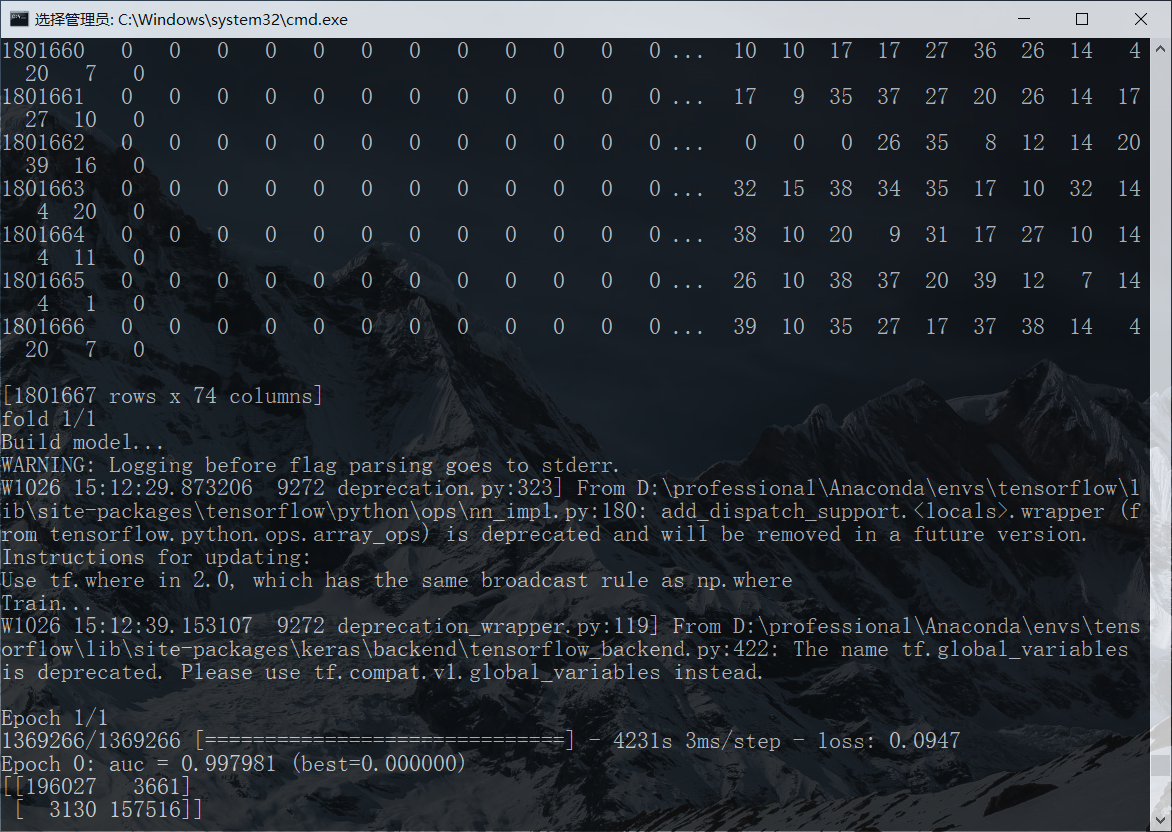 选择管理员: C:\Windows\system32\cmd.exe
1801660 0 0 0 0 0 0 0 0 0 0 0 0 ... 10 10 17 17 27 36 26 14 4
20 7 0
1801661 0 0 0 0 0 0 0 0 0 0 0 0 ... 17 9 35 37 27 20 26 14 17
27 10 0
1801662 0 0 0 0 0 0 0 0 0 0 0 0 ... 0 0 0 26 35 8 12 14 20
39 16 0
1801663 0 0 0 0 0 0 0 0 0 0 0 0 ... 32 15 38 34 35 17 10 32 14
4 20 0
1801664 0 0 0 0 0 0 0 0 0 0 0 0 ... 38 10 20 9 31 17 27 10 14
4 11 0
1801665 0 0 0 0 0 0 0 0 0 0 0 0 ... 26 10 38 37 20 39 12 7 14
4 1 0
1801666 0 0 0 0 0 0 0 0 0 0 0 0 ... 39 10 35 27 17 37 38 14 4
20 7 0
[1801667 rows x 74 columns]
fold 1/1
Build model...
WARNING: Logging before flag parsing goes to stderr.
W1026 15:12:29.873206 9272 deprecation.py:323] From D:\professional\Anaconda\envs\tensorflow\l
ib\site-packages\tensorflow\python\ops\nn_impl.py:180: add_dispatch_support.<locals>.wrapper (f
rom tensorflow.python.ops.array_ops) is deprecated and will be removed in a future version.
Instructions for updating:
Use tf.where in 2.0, which has the same broadcast rule as np.where
Train...
W1026 15:12:39.153107 9272 deprecation_wrapper.py:119] From D:\professional\Anaconda\envs\tens
orflow\lib\site-packages\keras\backend\tensorflow_backend.py:422: The name tf.global_variables
is deprecated. Please use tf.compat.v1.global_variables instead.
Epoch 1/1
1369266/1369266 [==============================] - 4231s 3ms/step - loss: 0.0947
Epoch 0: auc = 0.997981 (best=0.000000)
[[196027 3661]
[ 3130 157516]]